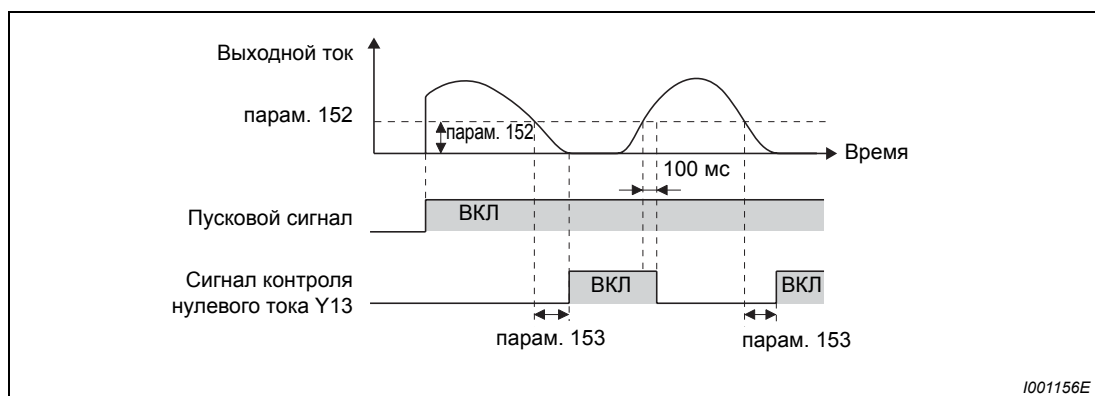 Выходной ток
парам. 152
парам. 152
Время
100 мс
Пусковой сигнал
ВКЛ
Сигнал контроля
нулевого тока Y13
ВКЛ
ВКЛ
парам. 153
парам. 153
I001156E